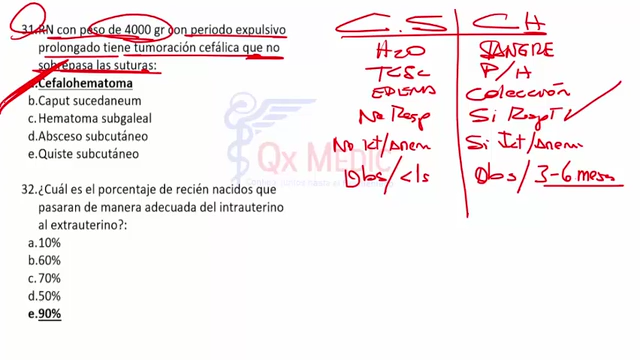 31. RN con peso de 4000 gr con periodo expulsivo
prolongado tiene tumoración cefálica que no
sobrepasa las suturas:
Cefalohematoma
b. Caput sucedaneum
c. Hematoma subgaleal
d. Absceso subcutáneo
e. Quiste subcutáneo
32. ¿Cuál es el porcentaje de recién nacidos que
pasaran de manera adecuada del intrauterino
al extrauterino?:
a. 10%
b. 60%
c. 70%
d. 50%
e. 90%
C.S
H2O
TCSC
EDEMA
No Resp
No Ict/Anem
Obs/<1s
CH
SANGRE
P/H
Colección
Si Resp
Si Ict/Anem
Obs/3-6 meses
Qx MEDIC